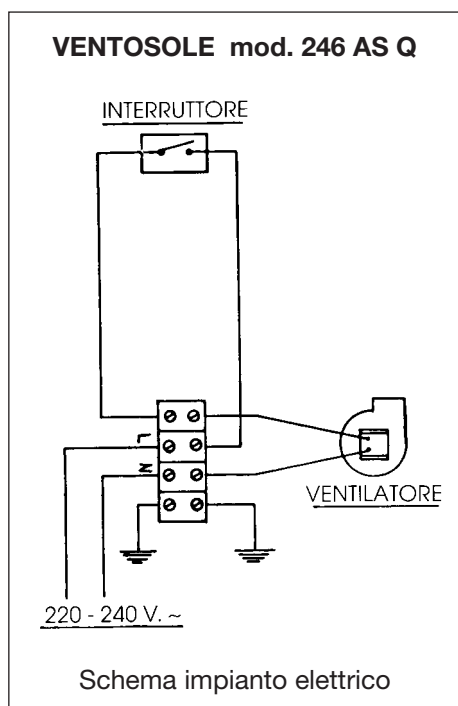 VENTOSOLE mod. 246 AS Q
INTERRUTTORE
L
N
VENTILATORE
220 - 240 V. ~
Schema impianto elettrico